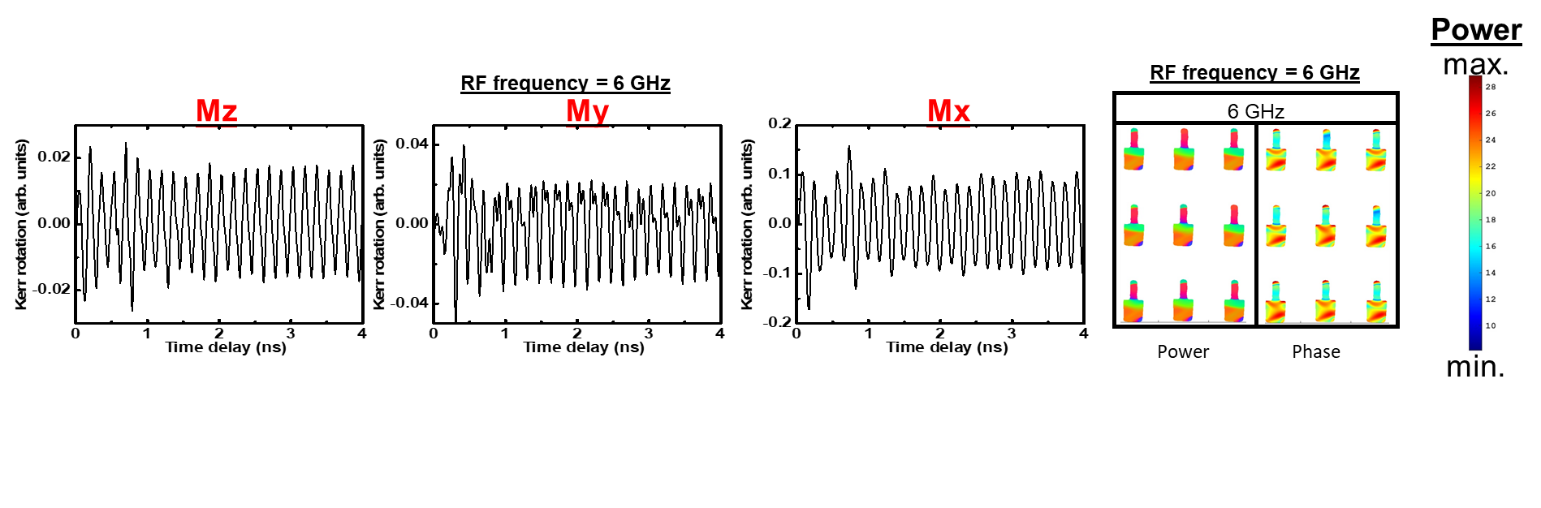 Power
max.
RF frequency = 6 GHz
RF frequency = 6 GHz
Mz
My
Mx
6 GHz
Kerr rotation (arb. units)
0.02
0.00
-0.02
0
1
2
3
4
Time delay (ns)
Kerr rotation (arb. units)
0.04
0.00
-0.04
0
1
2
3
4
Time delay (ns)
Kerr rotation (arb. units)
0.2
0.1
0.0
-0.1
-0.2
0
1
2
3
4
Time delay (ns)
Power
Phase
28
26
24
22
20
18
16
14
12
10
min.